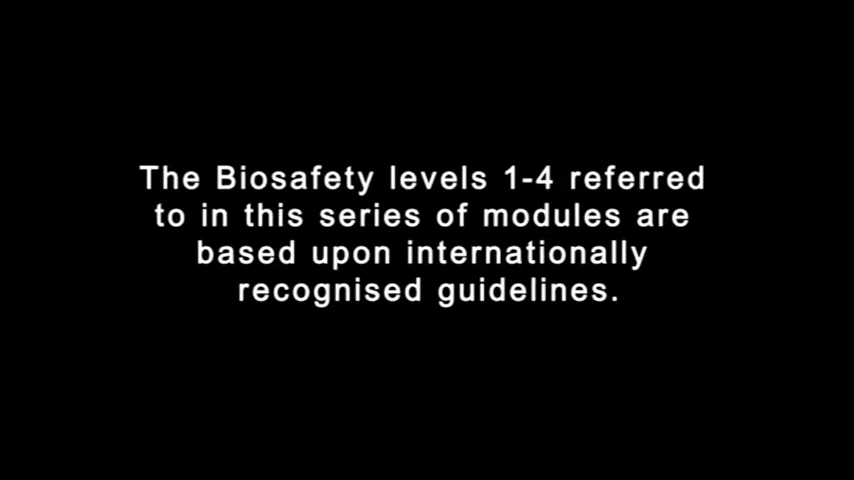 The Biosafety levels 1-4 referred
to in this series of modules are
based upon internationally
recognised guidelines.